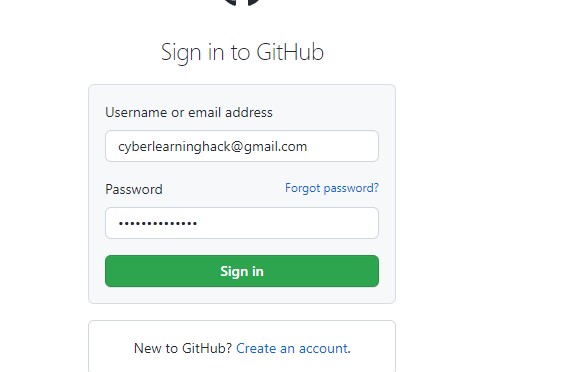 Sign in to GitHub
Username or email address
cyberlearninghack@gmail.com
Password Forgot password?
••••••••••••••
Sign in
New to GitHub? Create an account.